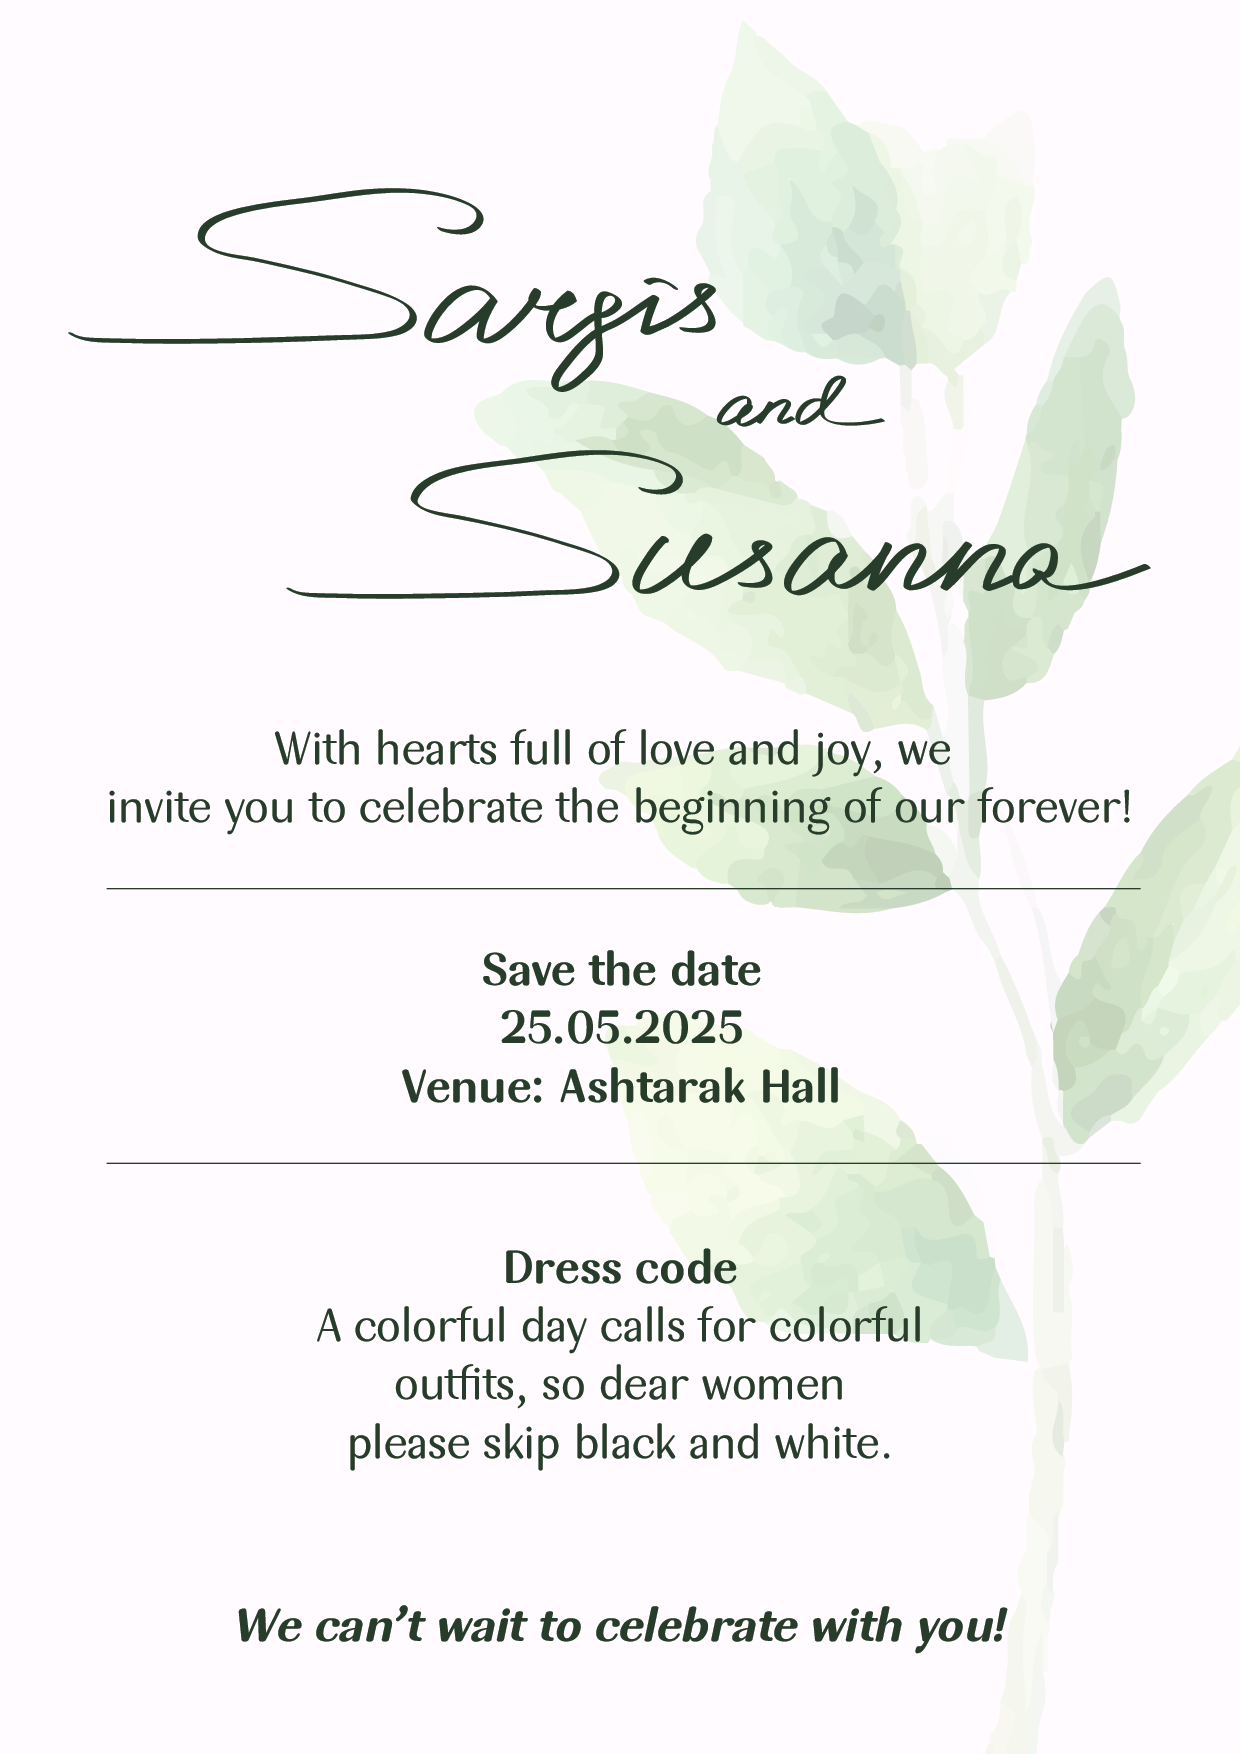 Sargis
and
Susanna
With hearts full of love and joy, we
invite you to celebrate the beginning of our forever!
Save the date
25.05.2025
Venue: Ashtarak Hall
Dress code
A colorful day calls for colorful
outfits, so dear women
please skip black and white.
We can’t wait to celebrate with you!